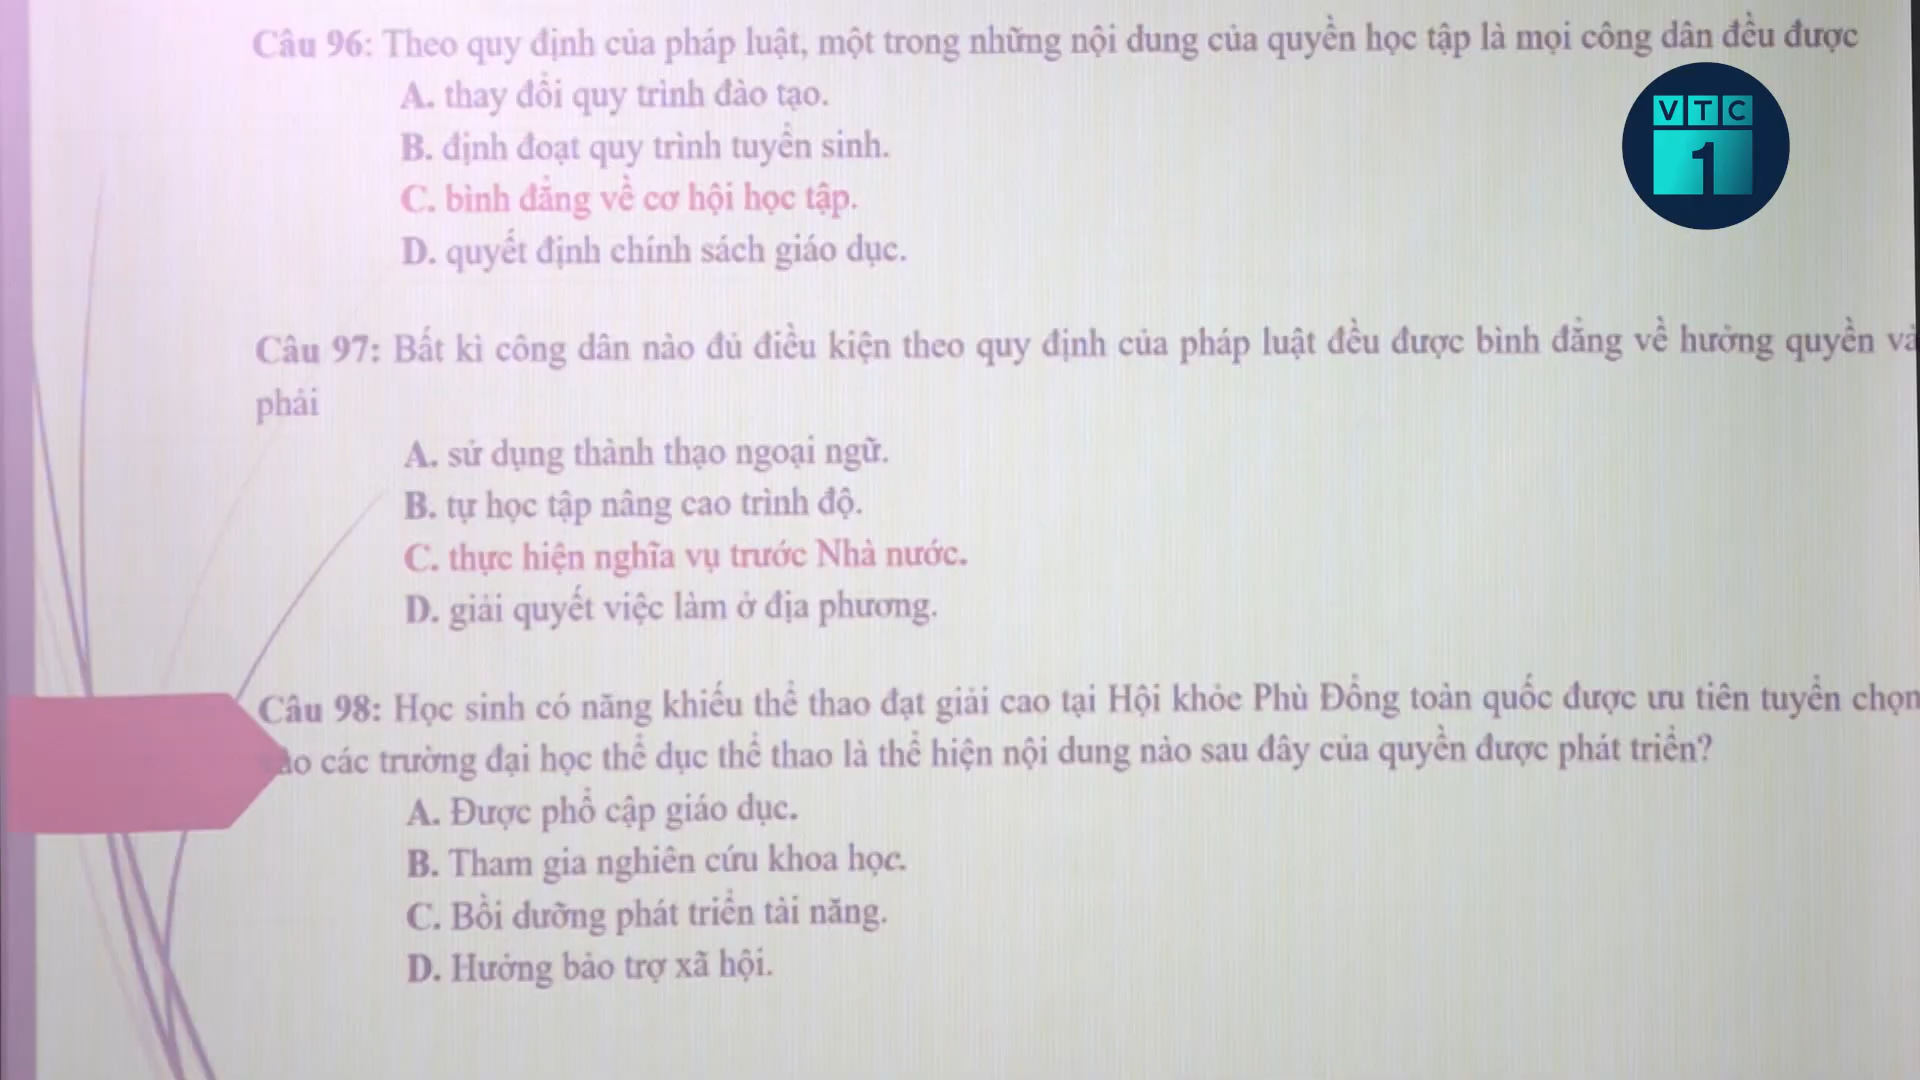 Câu 96: Theo quy định của pháp luật, một trong những nội dung của quyền học tập là mọi công dân đều được
A. thay đổi quy trình đào tạo.
B. định đoạt quy trình tuyển sinh.
C. bình đẳng về cơ hội học tập.
D. quyết định chính sách giáo dục.
VTC
1
Câu 97: Bất kì công dân nào đủ điều kiện theo quy định của pháp luật đều được bình đẳng về hưởng quyền và
phải
A. sử dụng thành thạo ngoại ngữ.
B. tự học tập nâng cao trình độ.
C. thực hiện nghĩa vụ trước Nhà nước.
D. giải quyết việc làm ở địa phương.
Câu 98: Học sinh có năng khiếu thể thao đạt giải cao tại Hội khỏe Phù Đổng toàn quốc được ưu tiên tuyển chọn
vào các trường đại học thể dục thể thao là thể hiện nội dung nào sau đây của quyền được phát triển?
A. Được phổ cập giáo dục.
B. Tham gia nghiên cứu khoa học.
C. Bồi dưỡng phát triển tài năng.
D. Hưởng bảo trợ xã hội.